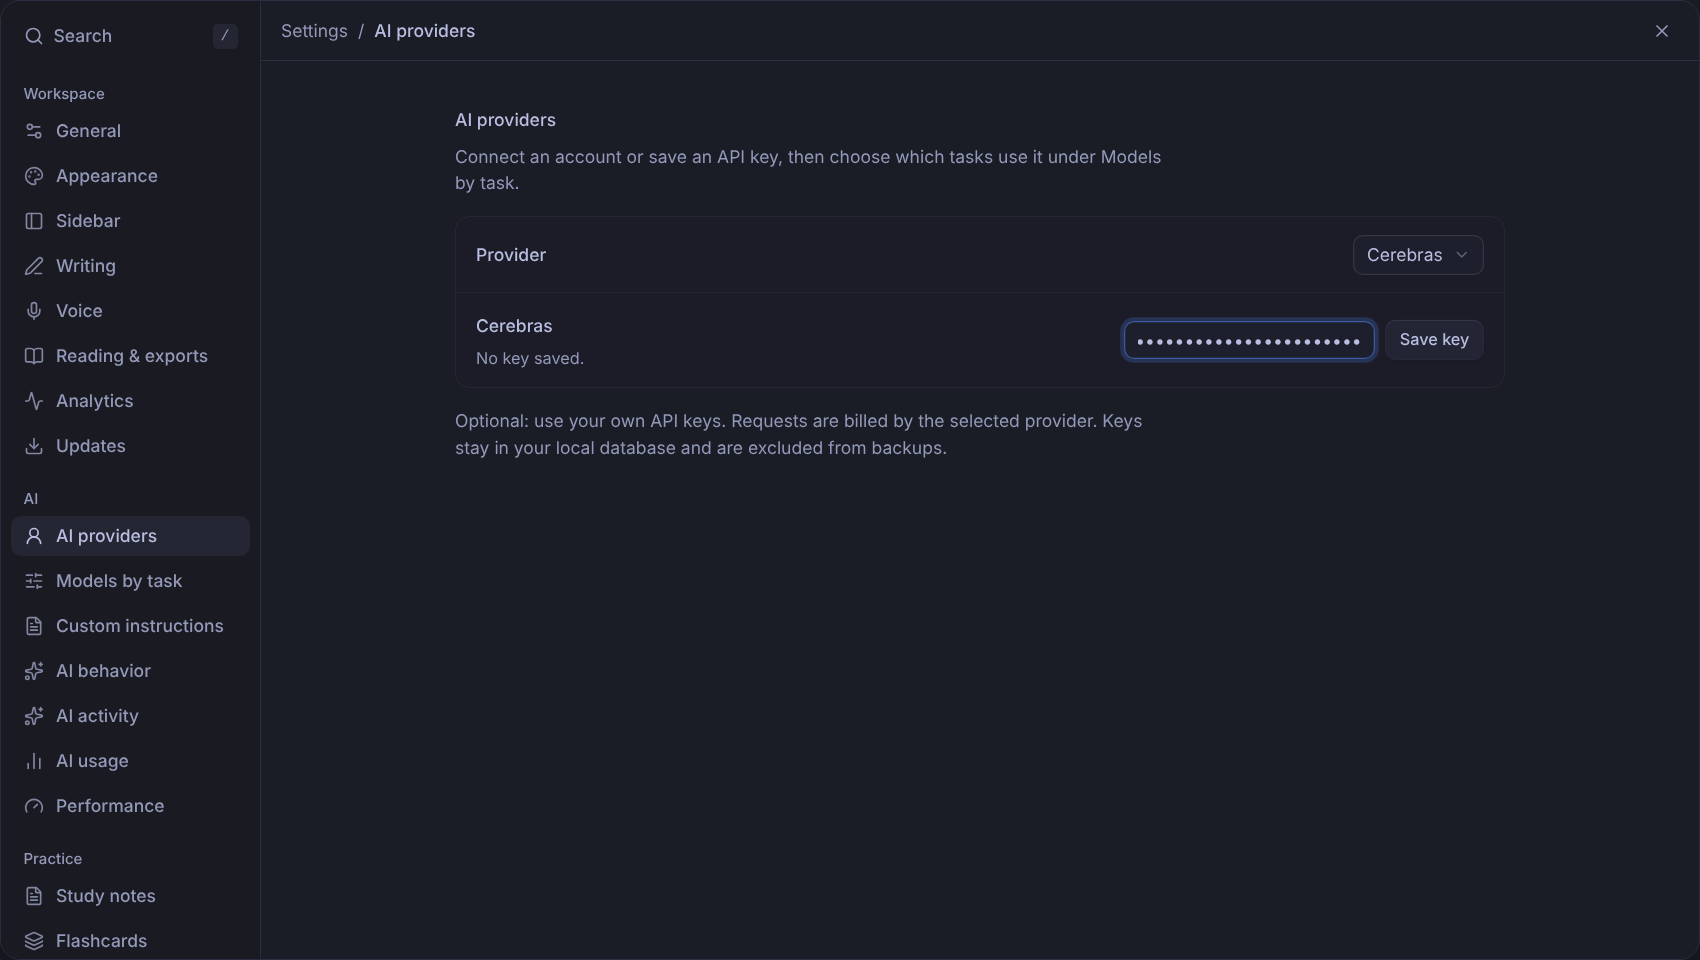 Search
/
Workspace
General
Appearance
Sidebar
Writing
Voice
Reading & exports
Analytics
Updates
AI
AI providers
Models by task
Custom instructions
AI behavior
AI activity
AI usage
Performance
Practice
Study notes
Flashcards
Settings / AI providers
AI providers
Connect an account or save an API key, then choose which tasks use it under Models
by task.
Provider
Cerebras
Cerebras
No key saved.
•••••••••••••••••••••••
Save key
Optional: use your own API keys. Requests are billed by the selected provider. Keys
stay in your local database and are excluded from backups.